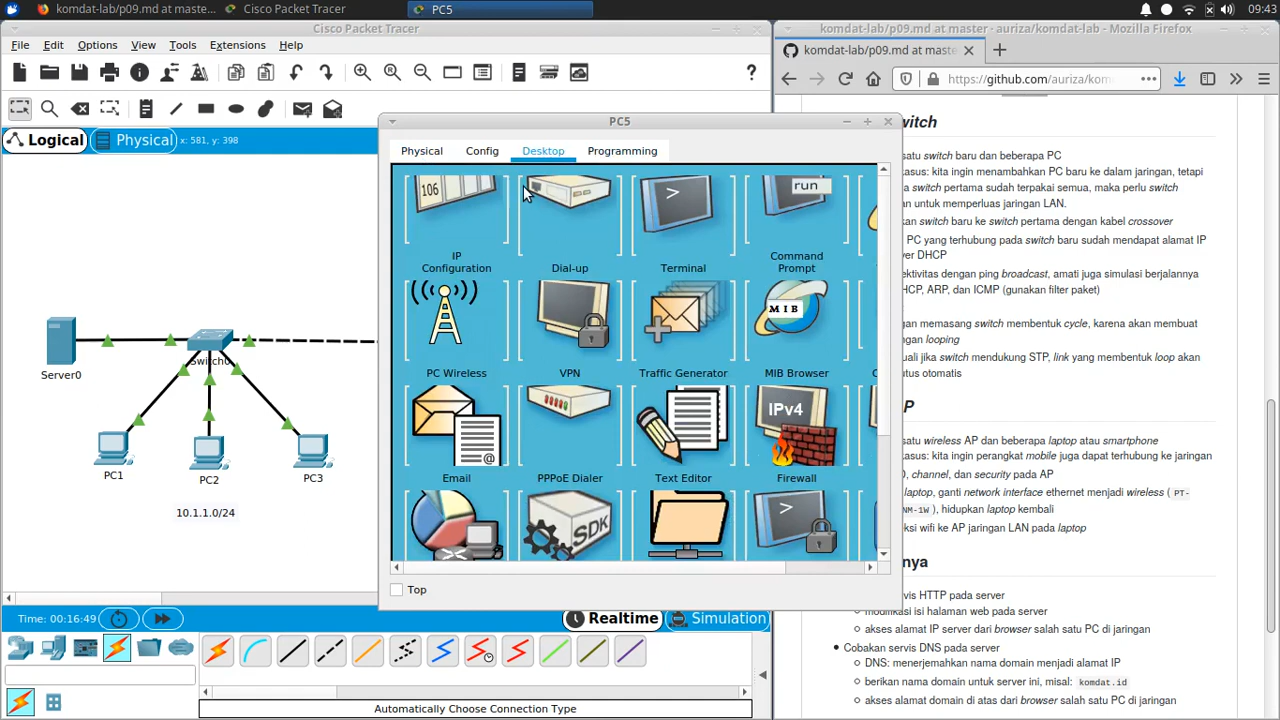 komdat-lab/p09.md at maste...
Cisco Packet Tracer
PC5
09:43
Cisco Packet Tracer
File Edit Options View Tools Extensions Help
Logical
Physical
x: 581, y: 398
Server0
Switch0
PC1
PC2
PC3
10.1.1.0/24
Time: 00:16:49
Realtime
Simulation
Automatically Choose Connection Type
PC5
Physical Config Desktop Programming
106
>
run
IP
Configuration
Dial-up
Terminal
Command
Prompt
MIB
PC Wireless
VPN
Traffic Generator
MIB Browser
@
IPv4
Email
PPPoE Dialer
Text Editor
Firewall
SDK
>
Top
komdat-lab/p09.md at master · auriza/komdat-lab - Mozilla Firefox
komdat-lab/p09.md at maste
https://github.com/auriza/kom
witch
satu switch baru dan beberapa PC
kasus: kita ingin menambahkan PC baru ke dalam jaringan, tetapi
a switch pertama sudah terpakai semua, maka perlu switch
an untuk memperluas jaringan LAN.
kan switch baru ke switch pertama dengan kabel crossover
PC yang terhubung pada switch baru sudah mendapat alamat IP
ver DHCP
ektivitas dengan ping broadcast, amati juga simulasi berjalannya
HCP, ARP, dan ICMP (gunakan filter paket)
gan memasang switch membentuk cycle, karena akan membuat
ngan looping
uali jika switch mendukung STP, link yang membentuk loop akan
utus otomatis
P
satu wireless AP dan beberapa laptop atau smartphone
kasus: kita ingin perangkat mobile juga dapat terhubung ke jaringan
D, channel, dan security pada AP
laptop, ganti network interface ethernet menjadi wireless ( PT-
NM-1W ), hidupkan laptop kembali
eksi wifi ke AP jaringan LAN pada laptop
nya
rvis HTTP pada server
modifikasi isi halaman web pada server
akses alamat IP server dari browser salah satu PC di jaringan
Cobakan servis DNS pada server
DNS: menerjemahkan nama domain menjadi alamat IP
berikan nama domain untuk server ini, misal: komdat.id
akses alamat domain di atas dari browser salah satu PC di jaringan